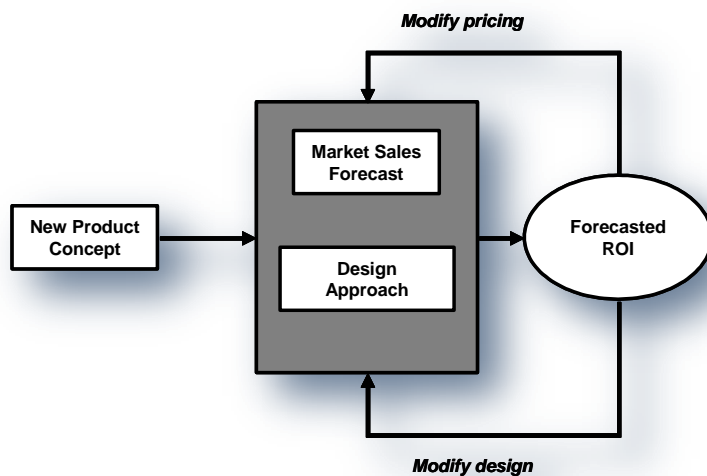 Modify pricing
Market Sales
Forecast
New Product
Concept
Forecasted
ROI
Design
Approach
Modify design